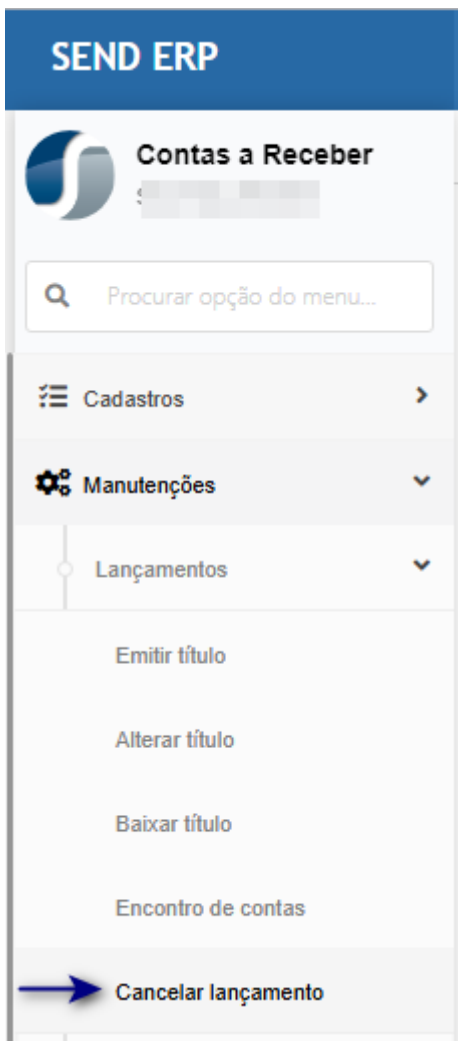 SEND ERP
Contas a Receber
Procurar opção do menu...
Cadastros
Manutenções
Lançamentos
Emitir título
Alterar título
Baixar título
Encontro de contas
Cancelar lançamento